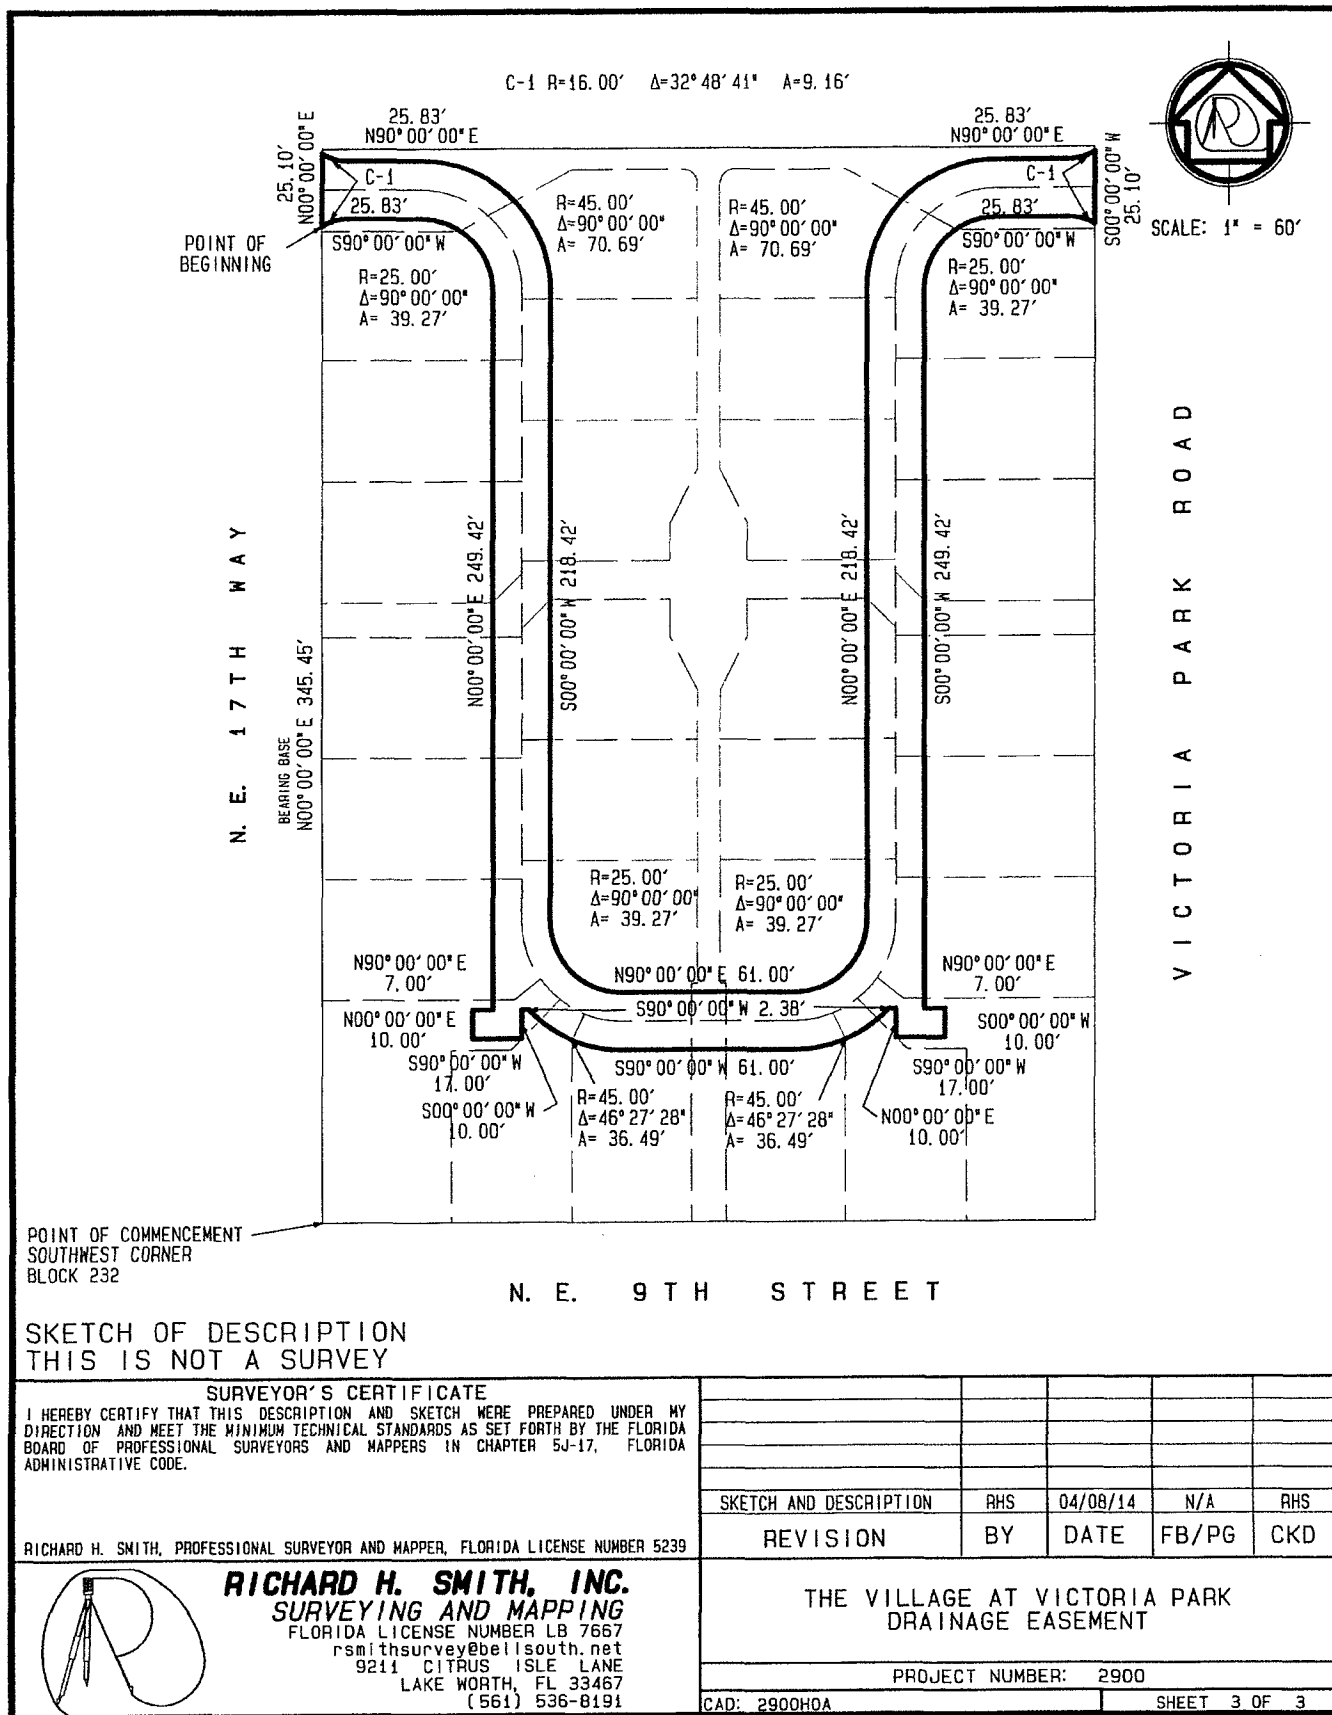 C-1 R=16.00' Δ=32°48'41" A=9.16'
25.83'
N90°00'00"E
25.83'
N90°00'00"E
25.10'
N00°00'00"E
S00°00'00"W
25.10'
C-1
C-1
25.83'
S90°00'00"W
25.83'
S90°00'00"W
SCALE: 1" = 60'
POINT OF
BEGINNING
R=45.00'
Δ=90°00'00"
A= 70.69'
R=45.00'
Δ=90°00'00"
A= 70.69'
R=25.00'
Δ=90°00'00"
A= 39.27'
R=25.00'
Δ=90°00'00"
A= 39.27'
N.E. 17TH WAY
BEARING BASE
N00°00'00"E 345.45'
N00°00'00"E 249.42'
S00°00'00"W 218.42'
N00°00'00"E 218.42'
S00°00'00"W 249.42'
VICTORIA PARK ROAD
R=25.00'
Δ=90°00'00"
A= 39.27'
R=25.00'
Δ=90°00'00"
A= 39.27'
N90°00'00"E
7.00'
N90°00'00"E 61.00'
N90°00'00"E
7.00'
S90°00'00"W 2.38'
N00°00'00"E
10.00'
S00°00'00"W
10.00'
S90°00'00"W
17.00'
S90°00'00"W 61.00'
S90°00'00"W
17.00'
S00°00'00"W
10.00'
R=45.00'
Δ=46°27'28"
A= 36.49'
R=45.00'
Δ=46°27'28"
A= 36.49'
N00°00'00"E
10.00'
POINT OF COMMENCEMENT
SOUTHWEST CORNER
BLOCK 232
N.E. 9TH STREET
SKETCH OF DESCRIPTION
THIS IS NOT A SURVEY
SURVEYOR'S CERTIFICATE
I HEREBY CERTIFY THAT THIS DESCRIPTION AND SKETCH WERE PREPARED UNDER MY
DIRECTION AND MEET THE MINIMUM TECHNICAL STANDARDS AS SET FORTH BY THE FLORIDA
BOARD OF PROFESSIONAL SURVEYORS AND MAPPERS IN CHAPTER 5J-17, FLORIDA
ADMINISTRATIVE CODE.
RICHARD H. SMITH, PROFESSIONAL SURVEYOR AND MAPPER, FLORIDA LICENSE NUMBER 5239
SKETCH AND DESCRIPTION RHS 04/08/14 N/A RHS
REVISION BY DATE FB/PG CKD
RICHARD H. SMITH, INC.
SURVEYING AND MAPPING
FLORIDA LICENSE NUMBER LB 7667
rsmithsurvey@bellsouth.net
9211 CITRUS ISLE LANE
LAKE WORTH, FL 33467
(561) 536-8191
THE VILLAGE AT VICTORIA PARK
DRAINAGE EASEMENT
PROJECT NUMBER: 2900
CAD: 2900HOA
SHEET 3 OF 3